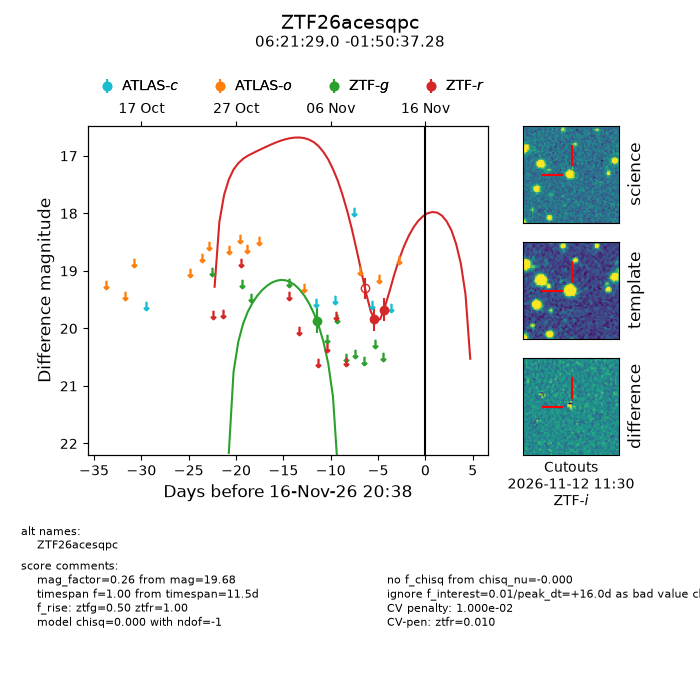 ZTF26acesqpc
06:21:29.0 -01:50:37.28
ATLAS-c ATLAS-o ZTF-g ZTF-r
17 Oct 27 Oct 06 Nov 16 Nov
17
18
19
20
21
22
Difference magnitude
−35 −30 −25 −20 −15 −10 −5 0 5
Days before 16-Nov-26 20:38
science
template
difference
Cutouts
2026-11-12 11:30
ZTF-i
alt names:
ZTF26acesqpc
score comments:
mag_factor=0.26 from mag=19.68
timespan f=1.00 from timespan=11.5d
f_rise: ztfg=0.50 ztfr=1.00
model chisq=0.000 with ndof=-1
no f_chisq from chisq_nu=-0.000
ignore f_interest=0.01/peak_dt=+16.0d as bad value
CV penalty: 1.000e-02
CV-pen: ztfr=0.010